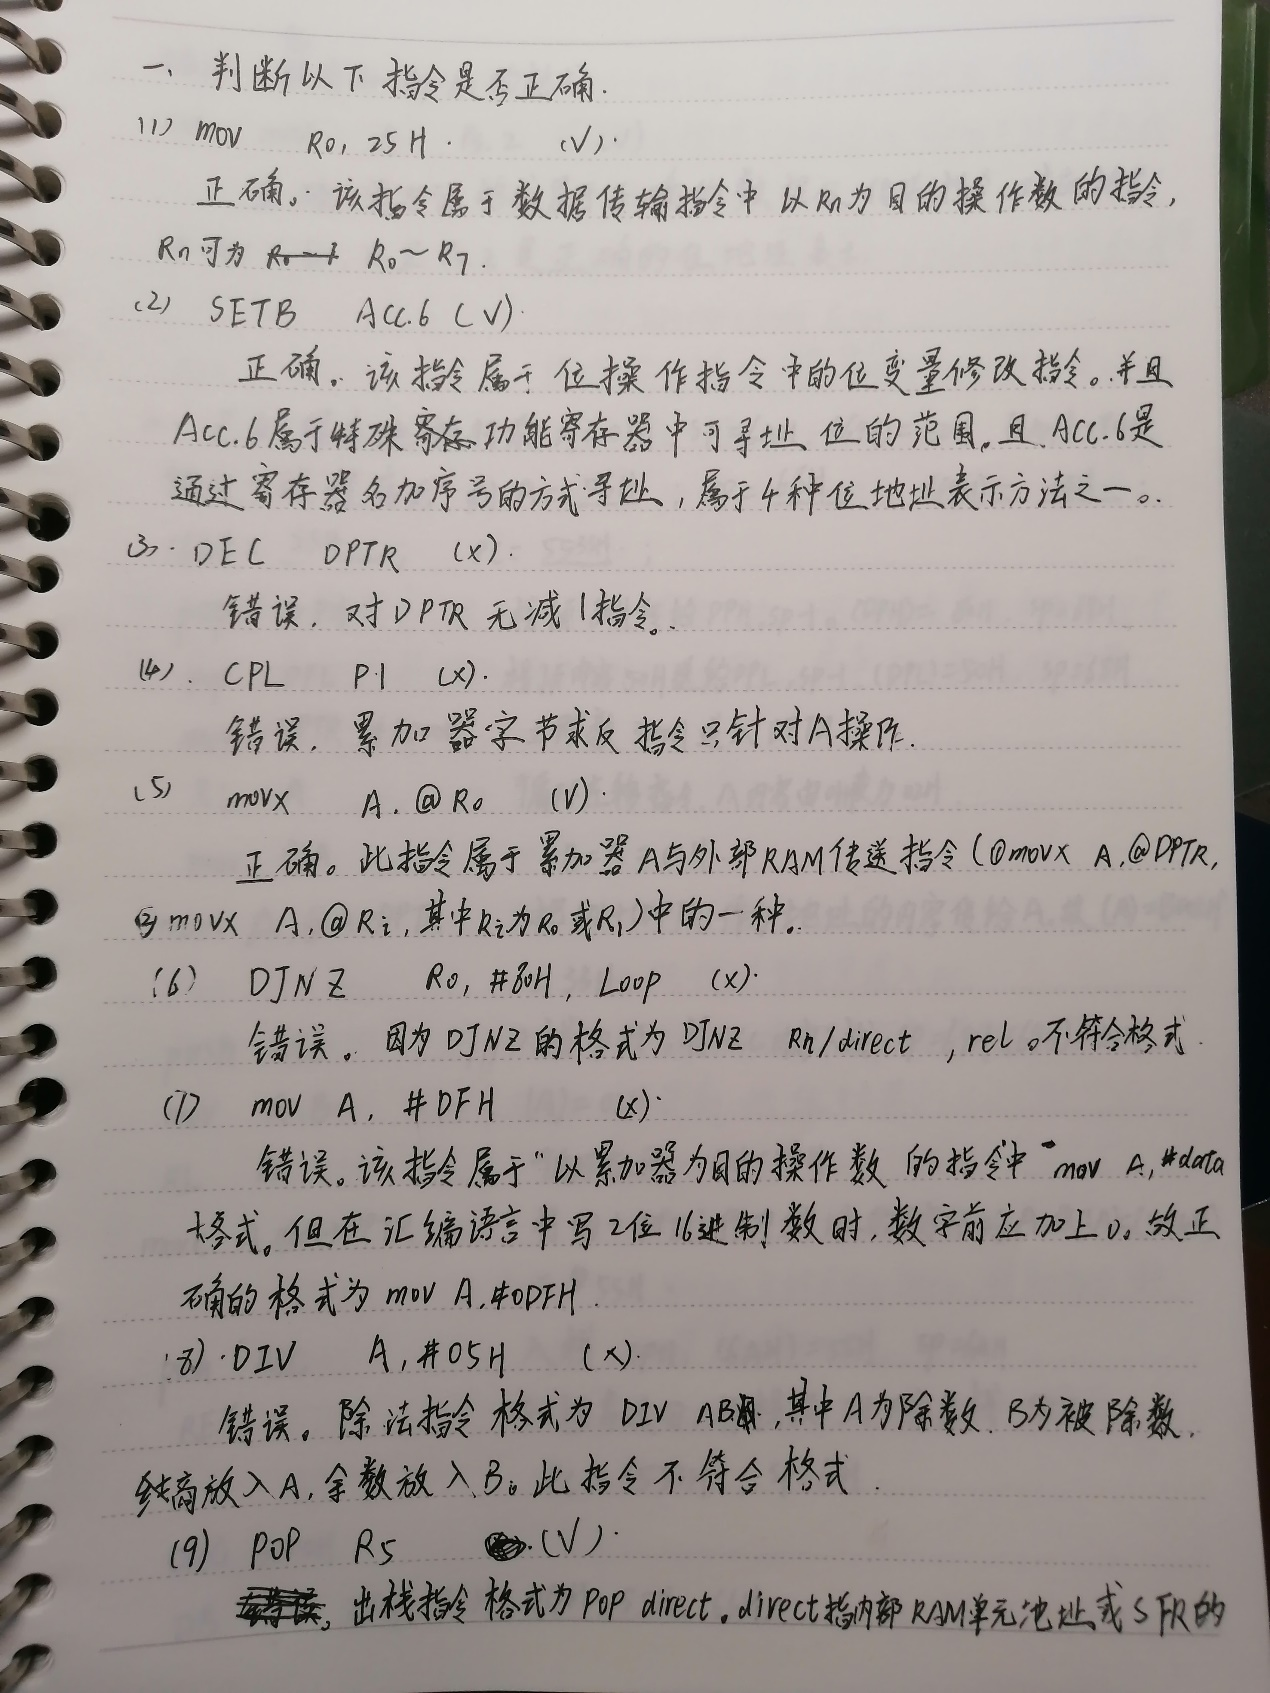 一、判断以下指令是否正确.
(1) mov R0, 25H. (√).
正确。该指令属于数据传输指令中以Rn为目的操作数的指令,
Rn可为 R0~R7.
(2) SETB Acc.6 (√).
正确。该指令属于位操作指令中的位变量修改指令。并且
Acc.6属于特殊寄存功能寄存器中可寻址位的范围。且Acc.6是
通过寄存器名加序号的方式寻址,属于4种位地址表示方法之一。
(3). DEC DPTR (x).
错误. 对DPTR无减1指令。
(4). CPL P1 (x).
错误. 累加器字节求反指令只针对A操作.
(5) movx A.@R0 (√).
正确。此指令属于累加器A与外部RAM传送指令(①movx A.@DPTR,
②movx A.@Ri,其中Ri为R0或R1)中的一种。
(6) DJNZ R0, #80H, Loop (x).
错误。因为DJNZ的格式为DJNZ Rn/direct ,rel。不符合格式.
(7) mov A, #DFH (x).
错误。该指令属于"以累加器为目的操作数的指令中"mov A,#data
格式。但在汇编语言中写2位16进制数时,数字前应加上0。故正
确的格式为mov A.#0DFH.
(8).DIV A,#05H (x).
错误。除法指令格式为DIV AB,其中A为除数.B为被除数.
商放入A,余数放入B。此指令不符合格式.
(9) POP R5 (√).
出栈指令格式为POP direct。direct指内部RAM单元地址或SFR的